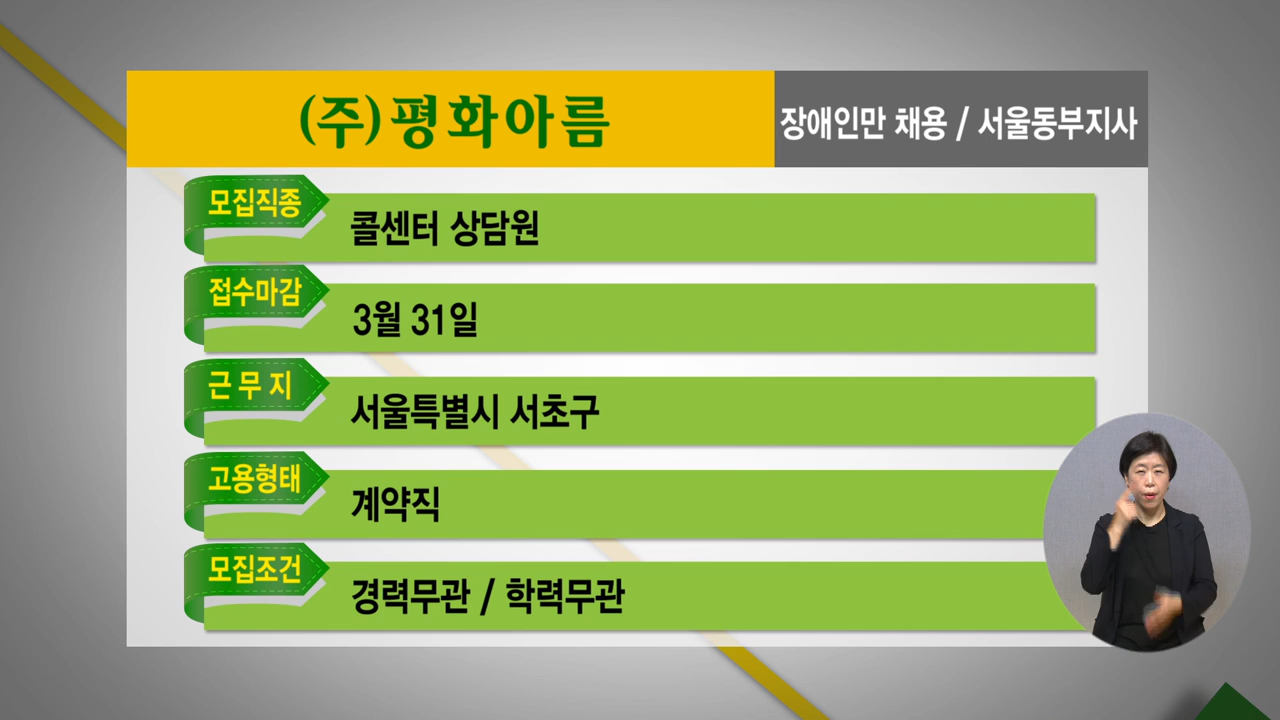 (주)평화아름
장애인만 채용 / 서울동부지사
모집직종
콜센터 상담원
접수마감
3월 31일
근 무 지
서울특별시 서초구
고용형태
계약직
모집조건
경력무관 / 학력무관